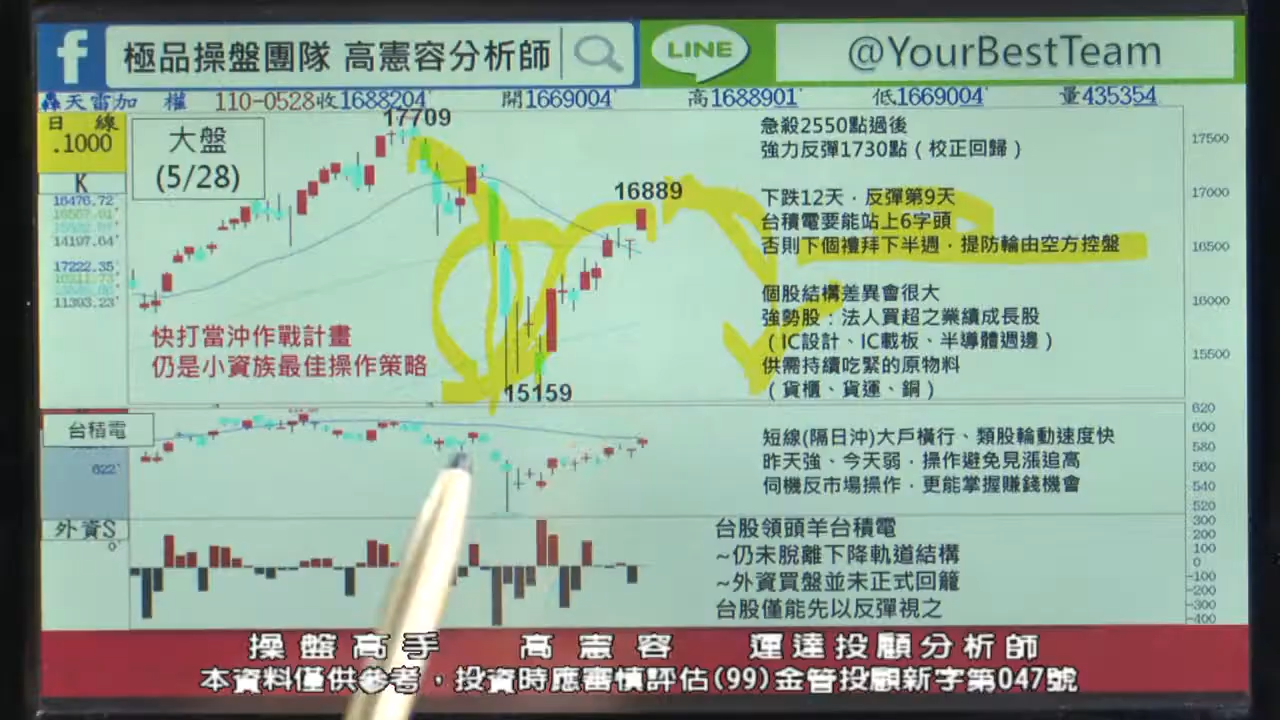 f 極品操盤團隊 高憲容分析師
LINE @YourBestTeam
轟天雷加 權 110-0528收1688204' 開1669004' 高1688901' 低1669004' 量435354
日 線
.1000
K
16476.72'
14197.64'
17222.35'
11393.23'
大盤
(5/28)
17709
16889
15159
17500
17000
16500
16000
15500
急殺2550點過後
強力反彈1730點(校正回歸)
下跌12天，反彈第9天
台積電要能站上6字頭
否則下個禮拜下半週，提防輪由空方控盤
個股結構差異會很大
強勢股：法人買超之業績成長股
(IC設計、IC載板、半導體週邊)
供需持續吃緊的原物料
(貨櫃、貨運、銅)
快打當沖作戰計畫
仍是小資族最佳操作策略
台積電
622'
620
600
580
560
540
520
短線(隔日沖)大戶橫行、類股輪動速度快
昨天強、今天弱，操作避免見漲追高
伺機反市場操作，更能掌握賺錢機會
外資S
0'
300
200
100
0
-100
-200
-300
-400
台股領頭羊台積電
~仍未脫離下降軌道結構
~外資買盤並未正式回籠
台股僅能先以反彈視之
操盤高手 高憲容 運達投顧分析師
本資料僅供參考，投資時應審慎評估(99)金管投顧新字第047號